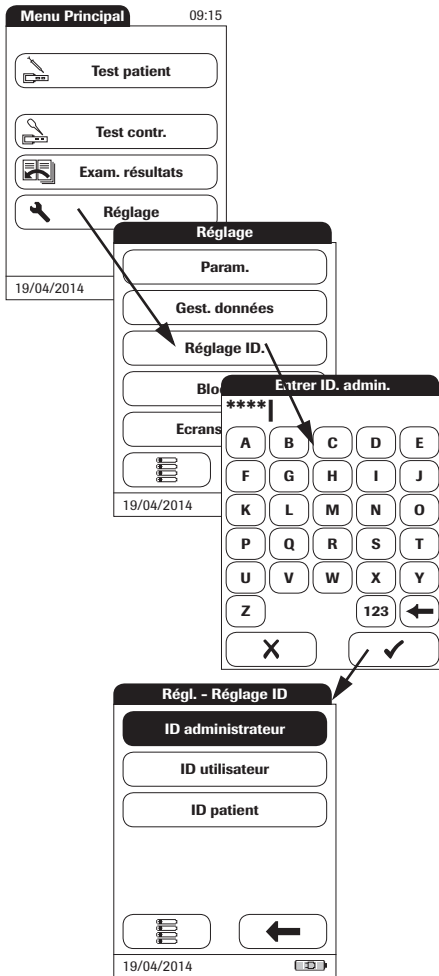 Menu Principal 09:15
Test patient
Test contr.
Exam. résultats
Réglage
19/04/2014
Réglage
Param.
Gest. données
Réglage ID.
Blo
Ecrans
19/04/2014
Entrer ID. admin.
****
A B C D E
F G H I J
K L M N O
P Q R S T
U V W X Y
Z 123
Régl. - Réglage ID
ID administrateur
ID utilisateur
ID patient
19/04/2014